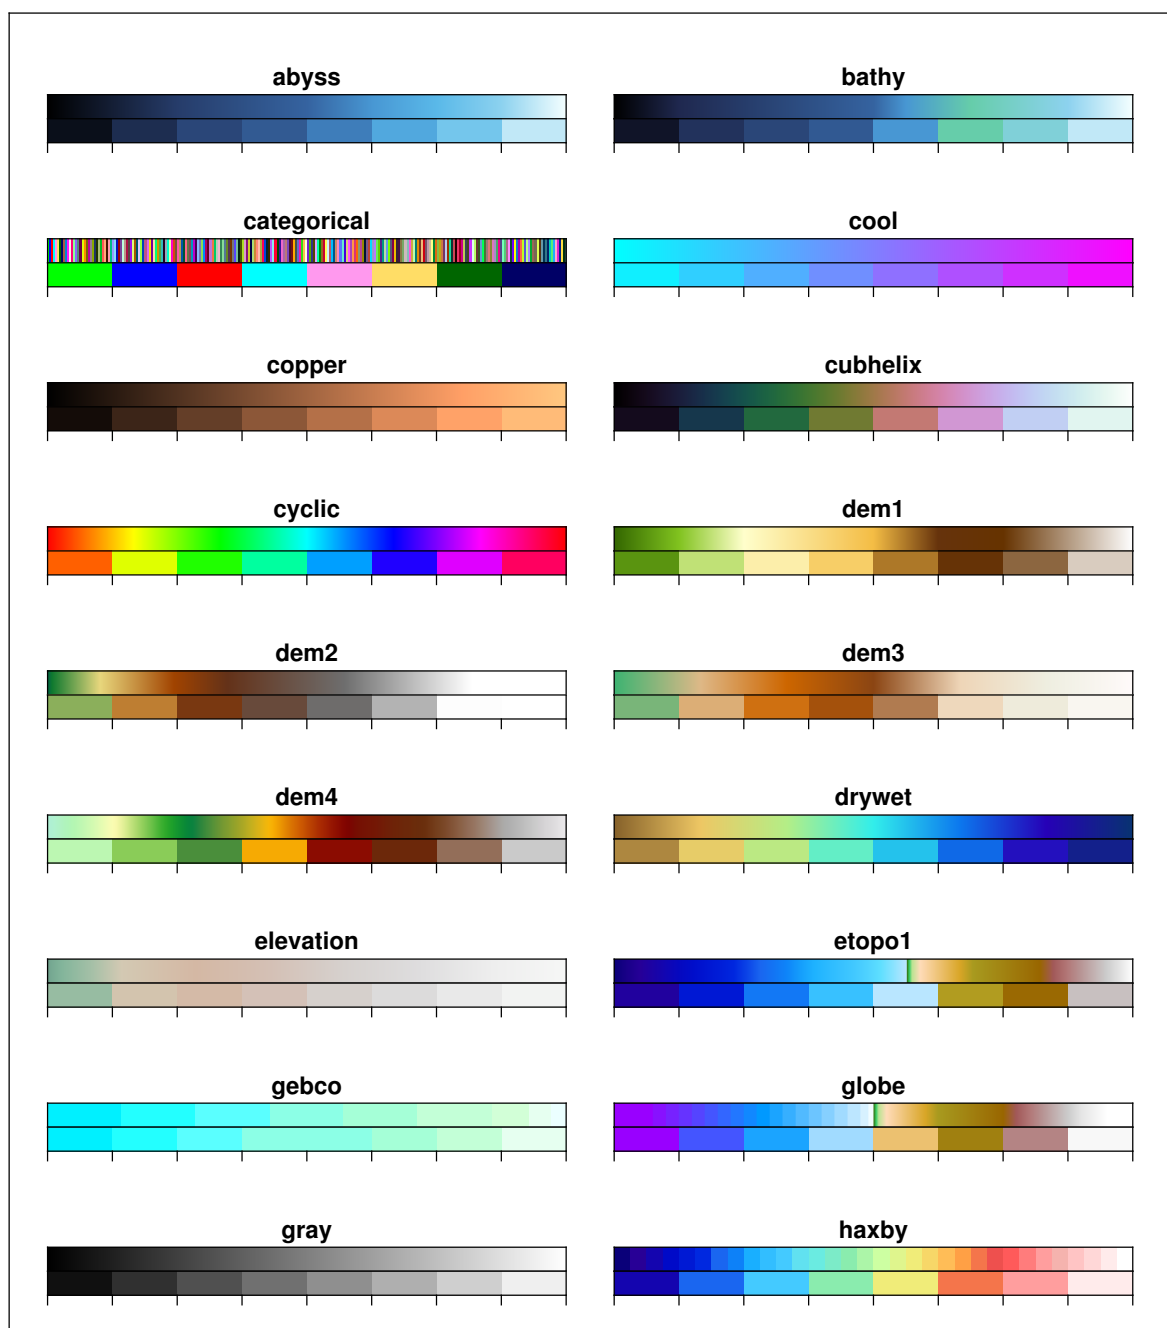 abyss
bathy
categorical
cool
copper
cubhelix
cyclic
dem1
dem2
dem3
dem4
drywet
elevation
etopo1
gebco
globe
gray
haxby